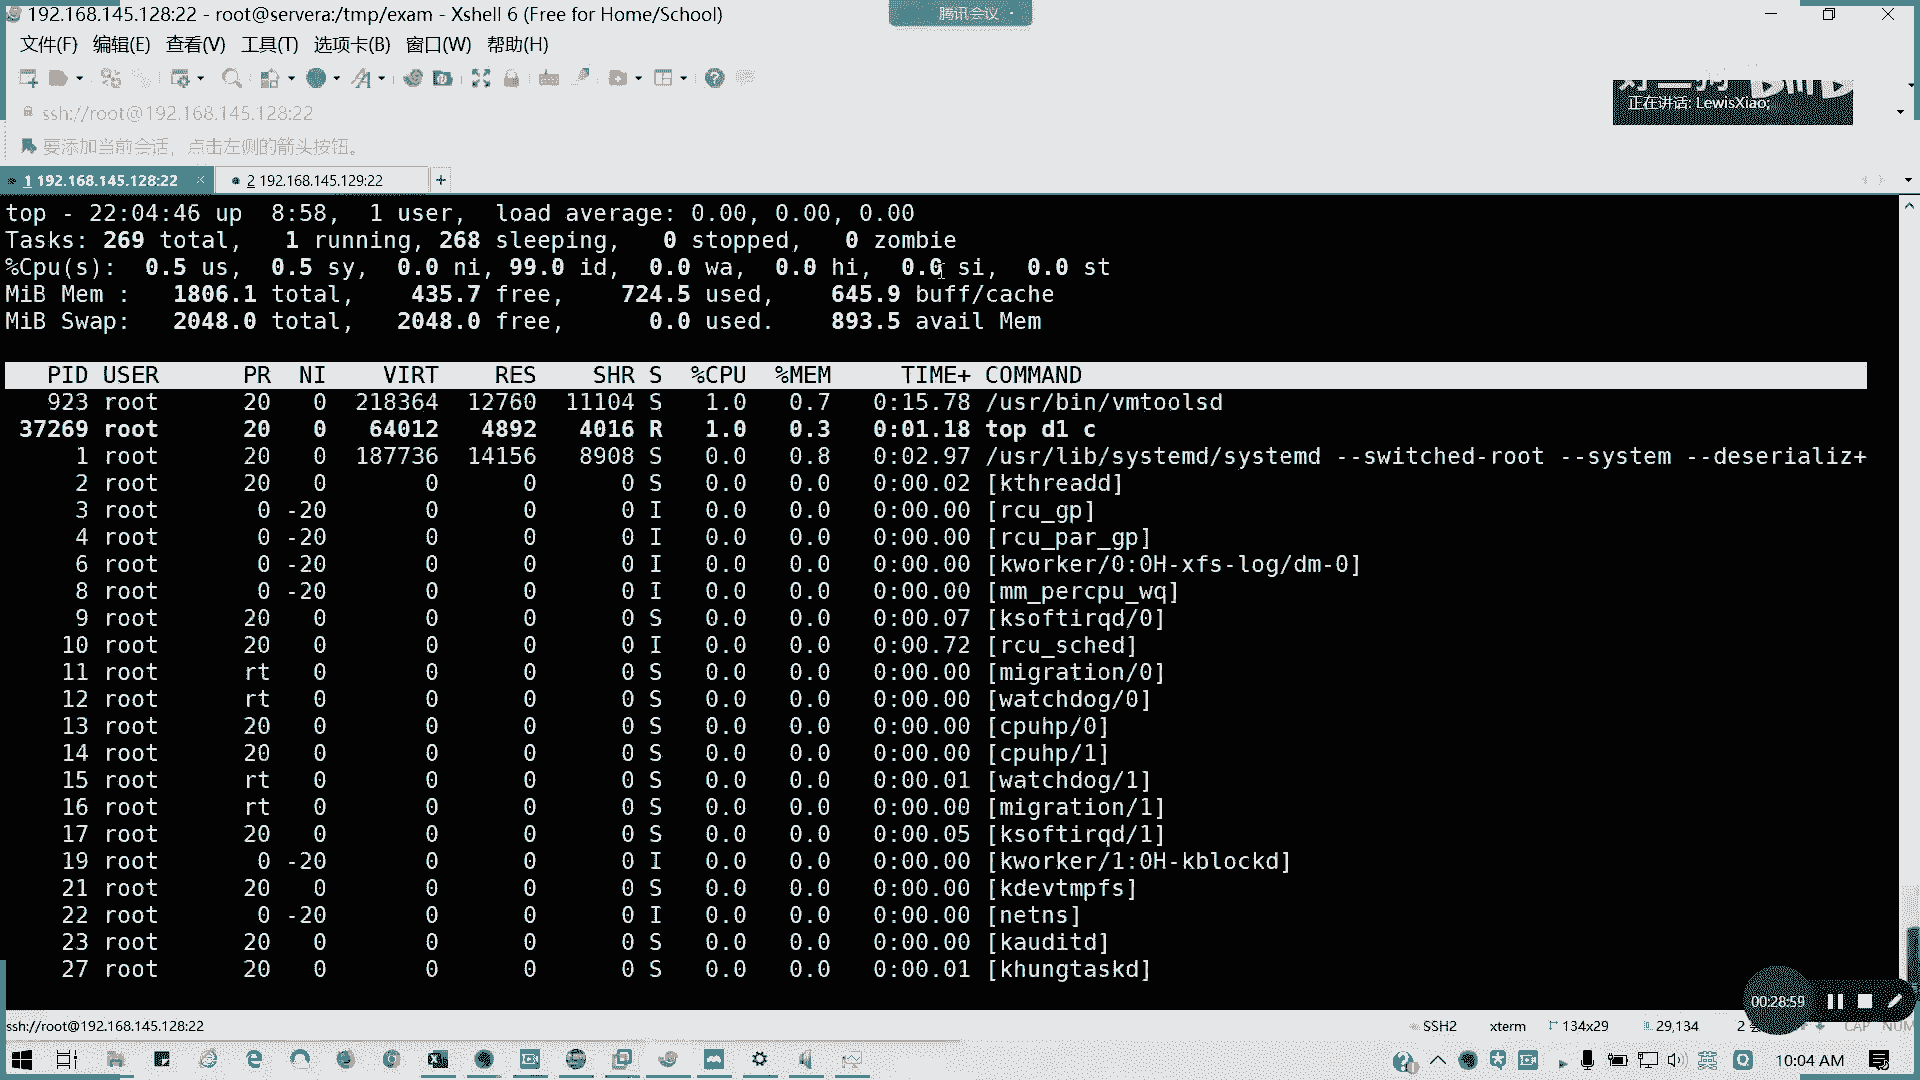 192.168.145.128:22 - root@servera:/tmp/exam - Xshell 6 (Free for Home/School)
腾讯会议
文件(F) 编辑(E) 查看(V) 工具(T) 选项卡(B) 窗口(W) 帮助(H)
ssh://root@192.168.145.128:22
正在讲话: LewisXiao;
要添加当前会话，点击左侧的箭头按钮。
1 192.168.145.128:22 2 192.168.145.129:22 +
top - 22:04:46 up  8:58,  1 user,  load average: 0.00, 0.00, 0.00
Tasks: 269 total,   1 running, 268 sleeping,   0 stopped,   0 zombie
%Cpu(s):  0.5 us,  0.5 sy,  0.0 ni, 99.0 id,  0.0 wa,  0.0 hi,  0.0 si,  0.0 st
MiB Mem :   1806.1 total,    435.7 free,    724.5 used,    645.9 buff/cache
MiB Swap:   2048.0 total,   2048.0 free,      0.0 used.    893.5 avail Mem
PID USER PR NI VIRT RES SHR S %CPU %MEM TIME+ COMMAND
923 root 20 0 218364 12760 11104 S 1.0 0.7 0:15.78 /usr/bin/vmtoolsd
37269 root 20 0 64012 4892 4016 R 1.0 0.3 0:01.18 top d1 c
1 root 20 0 187736 14156 8908 S 0.0 0.8 0:02.97 /usr/lib/systemd/systemd --switched-root --system --deserializ+
2 root 20 0 0 0 0 S 0.0 0.0 0:00.02 [kthreadd]
3 root 0 -20 0 0 0 I 0.0 0.0 0:00.00 [rcu_gp]
4 root 0 -20 0 0 0 I 0.0 0.0 0:00.00 [rcu_par_gp]
6 root 0 -20 0 0 0 I 0.0 0.0 0:00.00 [kworker/0:0H-xfs-log/dm-0]
8 root 0 -20 0 0 0 I 0.0 0.0 0:00.00 [mm_percpu_wq]
9 root 20 0 0 0 0 S 0.0 0.0 0:00.07 [ksoftirqd/0]
10 root 20 0 0 0 0 I 0.0 0.0 0:00.72 [rcu_sched]
11 root rt 0 0 0 0 S 0.0 0.0 0:00.00 [migration/0]
12 root rt 0 0 0 0 S 0.0 0.0 0:00.00 [watchdog/0]
13 root 20 0 0 0 0 S 0.0 0.0 0:00.00 [cpuhp/0]
14 root 20 0 0 0 0 S 0.0 0.0 0:00.00 [cpuhp/1]
15 root rt 0 0 0 0 S 0.0 0.0 0:00.01 [watchdog/1]
16 root rt 0 0 0 0 S 0.0 0.0 0:00.00 [migration/1]
17 root 20 0 0 0 0 S 0.0 0.0 0:00.05 [ksoftirqd/1]
19 root 0 -20 0 0 0 I 0.0 0.0 0:00.00 [kworker/1:0H-kblockd]
21 root 20 0 0 0 0 S 0.0 0.0 0:00.00 [kdevtmpfs]
22 root 0 -20 0 0 0 I 0.0 0.0 0:00.00 [netns]
23 root 20 0 0 0 0 S 0.0 0.0 0:00.00 [kauditd]
27 root 20 0 0 0 0 S 0.0 0.0 0:00.01 [khungtaskd]
00:28:59
ssh://root@192.168.145.128:22 SSH2 xterm 134x29 29,134 2 CAP NUM
英 10:04 AM